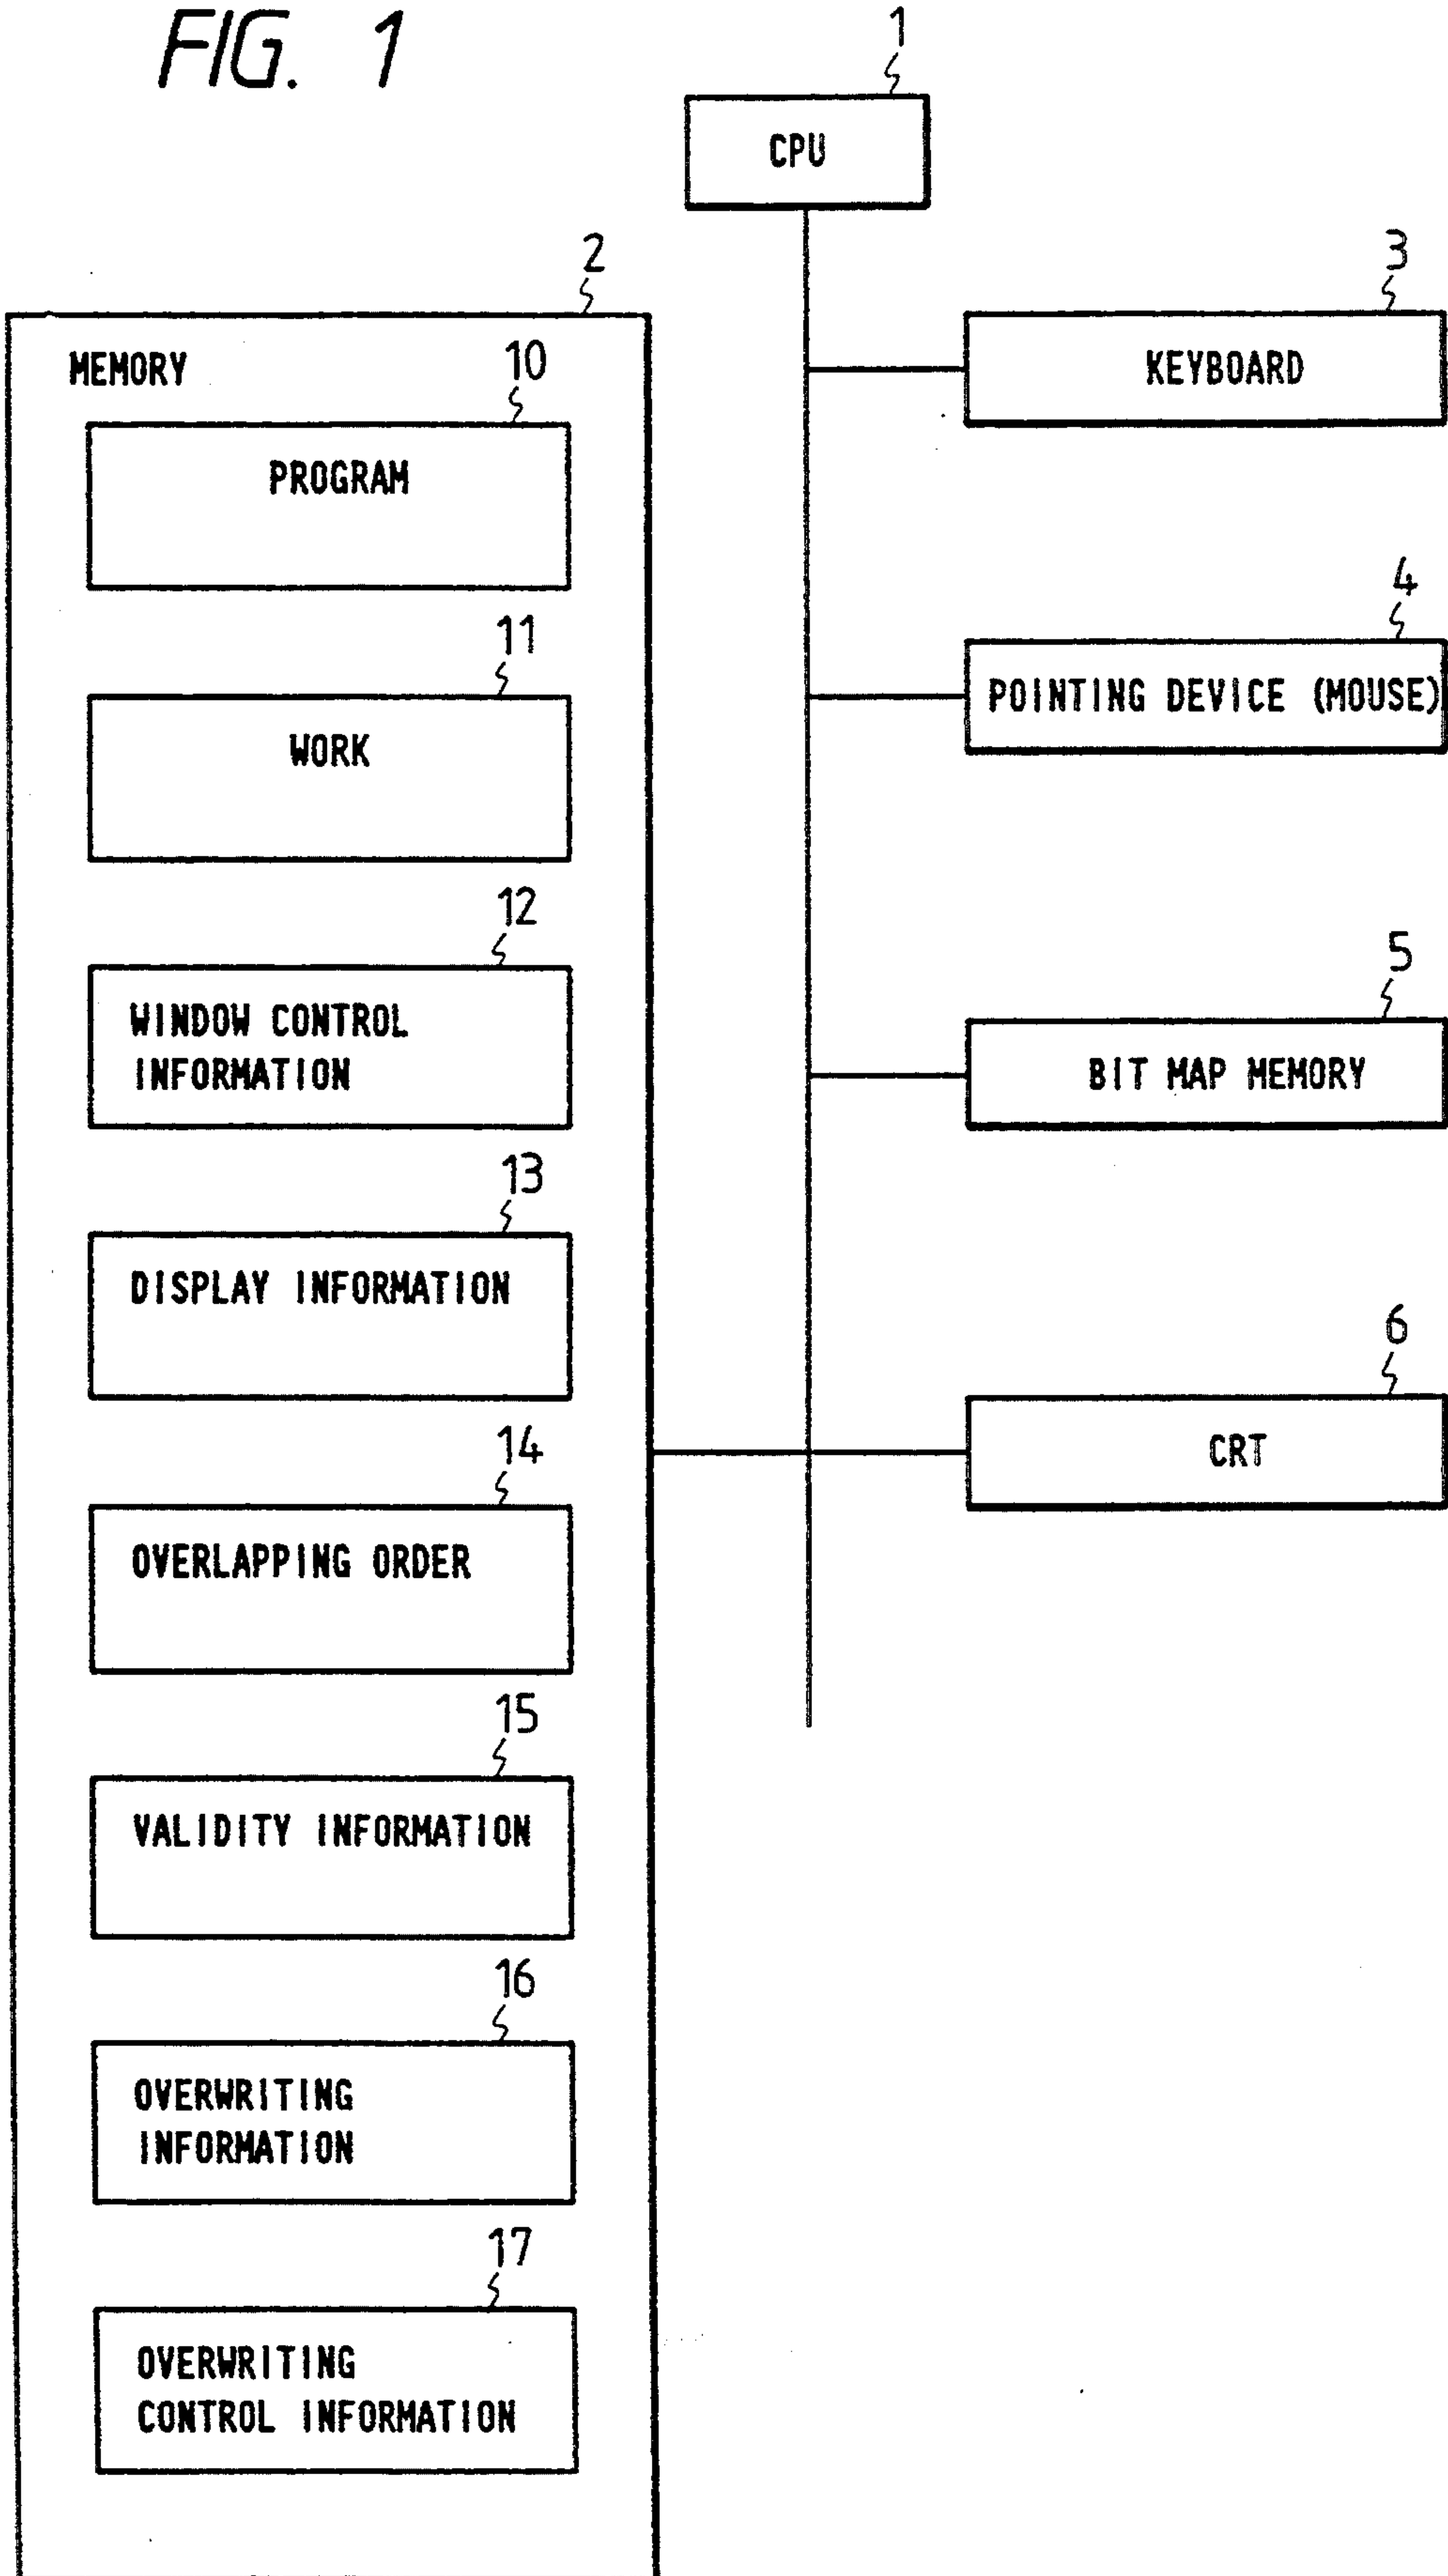 FIG. 1
1
CPU
2
MEMORY
10
PROGRAM
11
WORK
12
WINDOW CONTROL
INFORMATION
13
DISPLAY INFORMATION
14
OVERLAPPING ORDER
15
VALIDITY INFORMATION
16
OVERWRITING
INFORMATION
17
OVERWRITING
CONTROL INFORMATION
3
KEYBOARD
4
POINTING DEVICE (MOUSE)
5
BIT MAP MEMORY
6
CRT